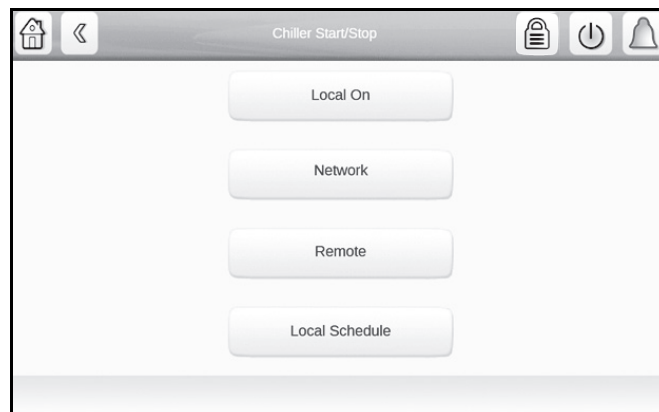 Chiller Start/Stop
Local On
Network
Remote
Local Schedule